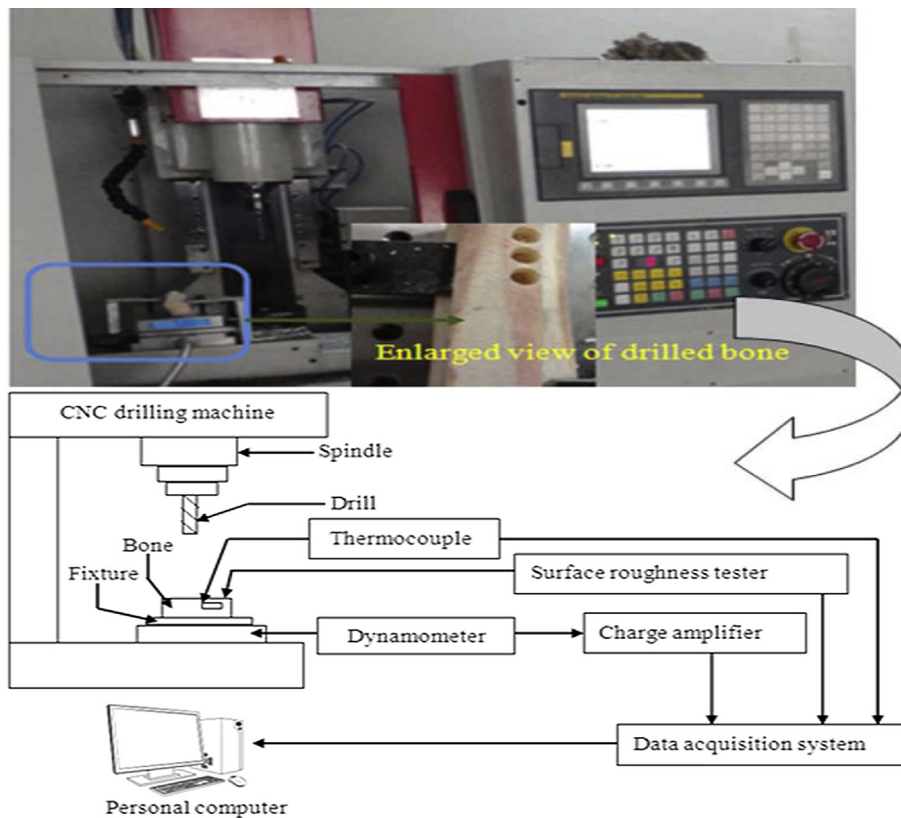 Enlarged view of drilled bone
CNC drilling machine
Spindle
Drill
Bone
Thermocouple
Fixture
Surface roughness tester
Dynamometer
Charge amplifier
Data acquisition system
Personal computer